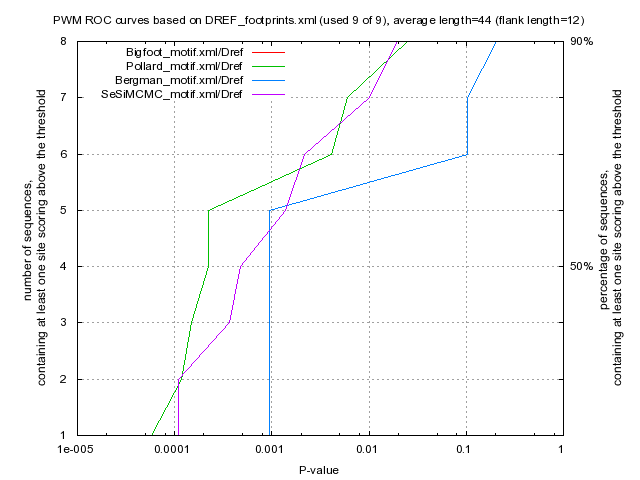 PWM ROC curves based on DREF_footprints.xml (used 9 of 9), average length=44 (flank length=12)
number of sequences,
containing at least one site scoring above the threshold
8
7
6
5
4
3
2
1
Bigfoot_motif.xml/Dref
Pollard_motif.xml/Dref
Bergman_motif.xml/Dref
SeSiMCMC_motif.xml/Dref
90%
50%
percentage of sequences,
containing at least one site scoring above the threshold
1e-005
0.0001
0.001
0.01
0.1
1
P-value